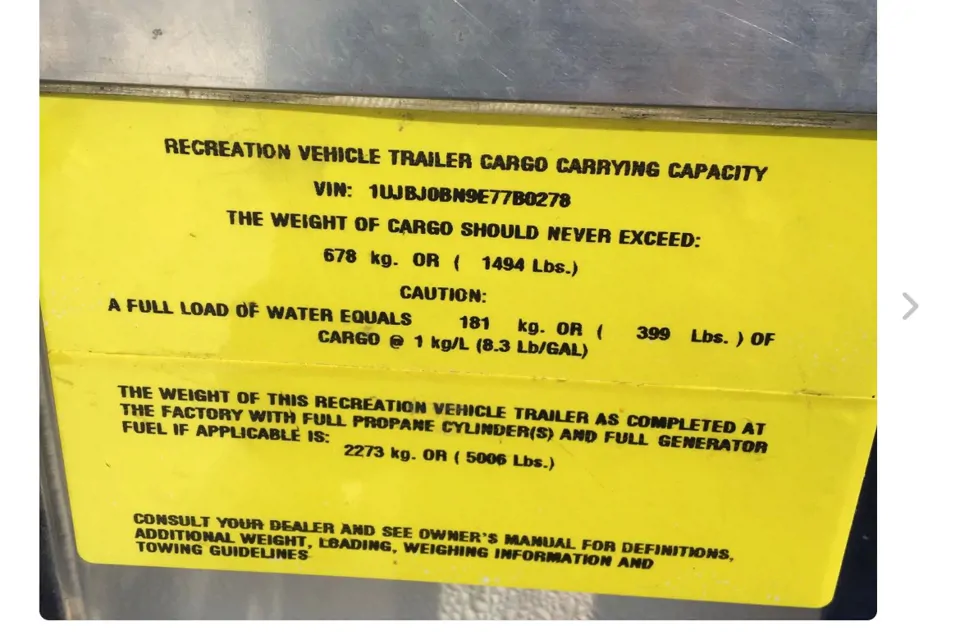 RECREATION VEHICLE TRAILER CARGO CARRYING CAPACITY
VIN: 1UJBJ0BN9E77B0278
THE WEIGHT OF CARGO SHOULD NEVER EXCEED:
678 kg. OR ( 1494 Lbs.)
CAUTION:
A FULL LOAD OF WATER EQUALS 181 kg. OR ( 399 Lbs. ) OF
CARGO @ 1 kg/L (8.3 Lb/GAL)
THE WEIGHT OF THIS RECREATION VEHICLE TRAILER AS COMPLETED AT
THE FACTORY WITH FULL PROPANE CYLINDER(S) AND FULL GENERATOR
FUEL IF APPLICABLE IS:
2273 kg. OR ( 5006 Lbs.)
CONSULT YOUR DEALER AND SEE OWNER'S MANUAL FOR DEFINITIONS,
ADDITIONAL WEIGHT, LOADING, WEIGHING INFORMATION AND
TOWING GUIDELINES